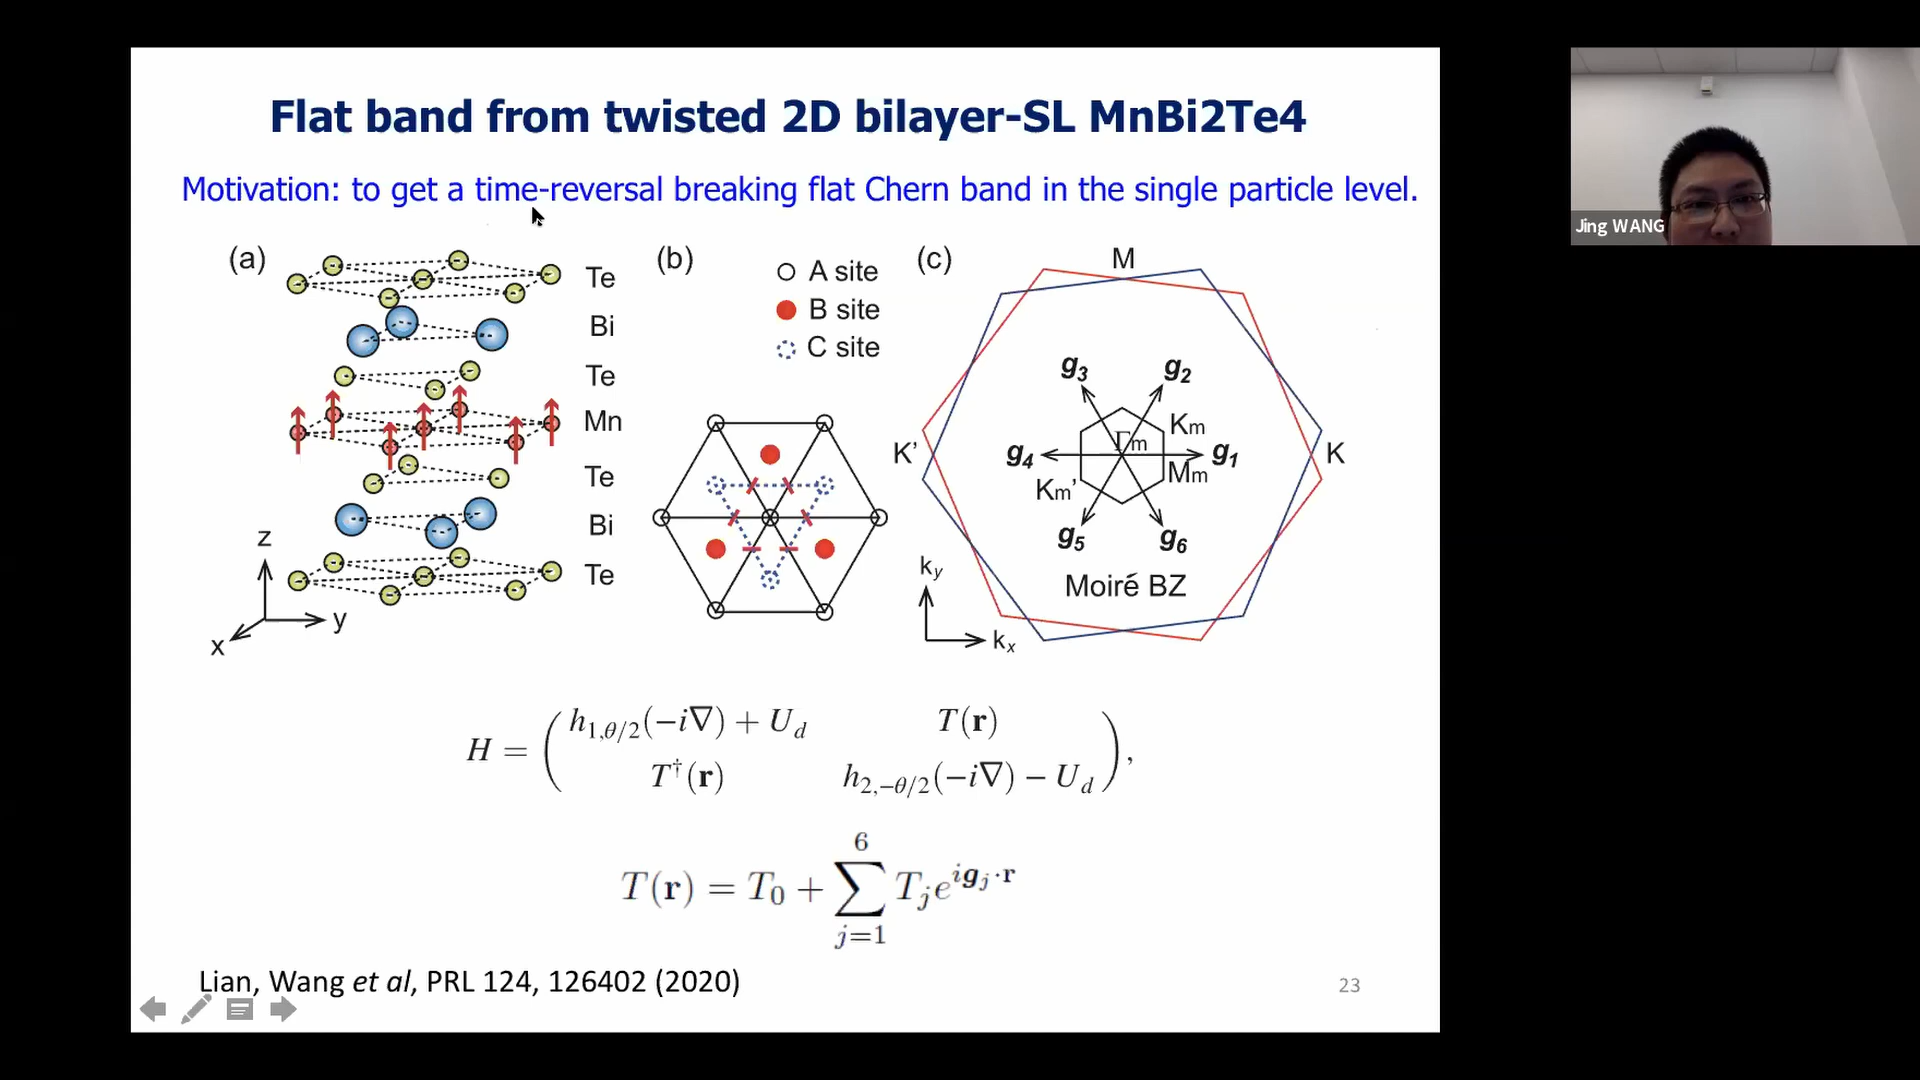 Flat band from twisted 2D bilayer-SL MnBi2Te4
Motivation: to get a time-reversal breaking flat Chern band in the single particle level.
(a)
Te
Bi
Te
Mn
Te
Bi
Te
z
y
x
(b)
A site
B site
C site
(c)
M
K'
K
g3
g2
g4
g1
g5
g6
Γm
Km
Mm
Km'
Moiré BZ
ky
kx
H = ( h1,θ/2(−i∇) + Ud T(r)
T†(r) h2,−θ/2(−i∇) − Ud ),
T(r) = T0 + ∑_{j=1}^{6} Tj e^{igj·r}
Lian, Wang et al, PRL 124, 126402 (2020)
23
Jing WANG